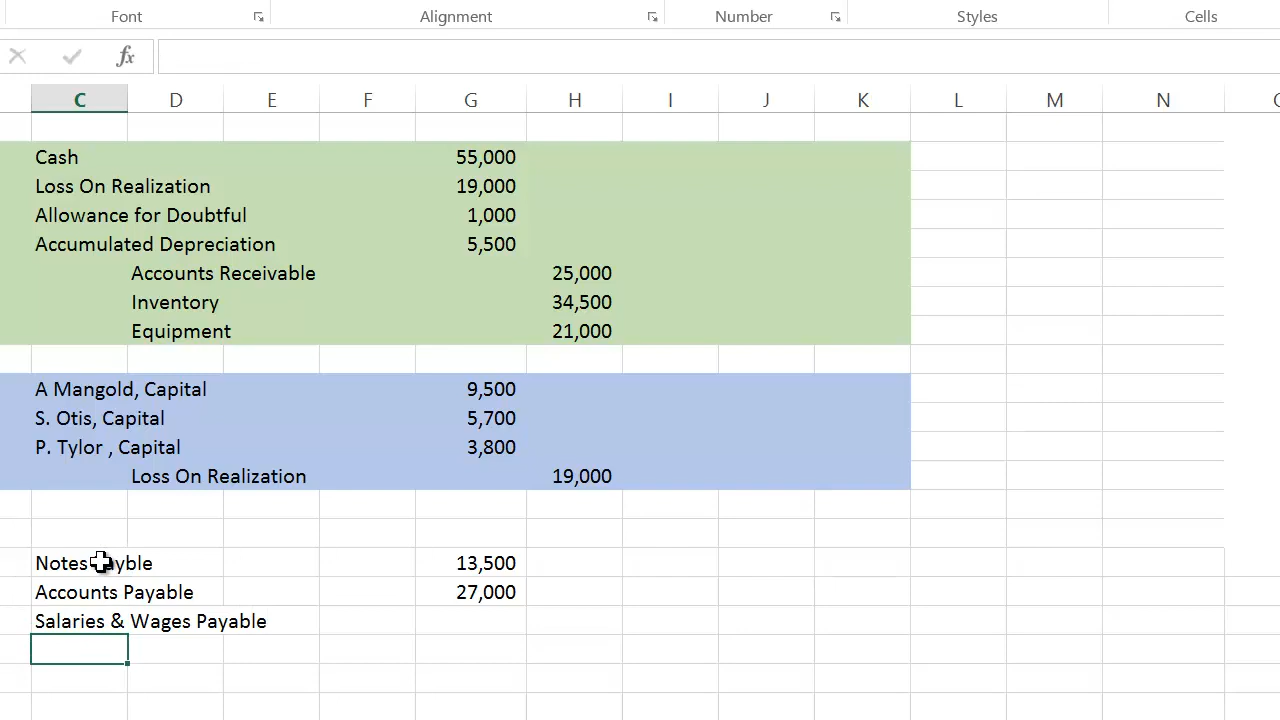 Font Alignment Number Styles Cells
fx
C D E F G H I J K L M N
Cash 55,000
Loss On Realization 19,000
Allowance for Doubtful 1,000
Accumulated Depreciation 5,500
Accounts Receivable 25,000
Inventory 34,500
Equipment 21,000
A Mangold, Capital 9,500
S. Otis, Capital 5,700
P. Tylor , Capital 3,800
Loss On Realization 19,000
Notes 13,500
Accounts Payable 27,000
Salaries & Wages Payable